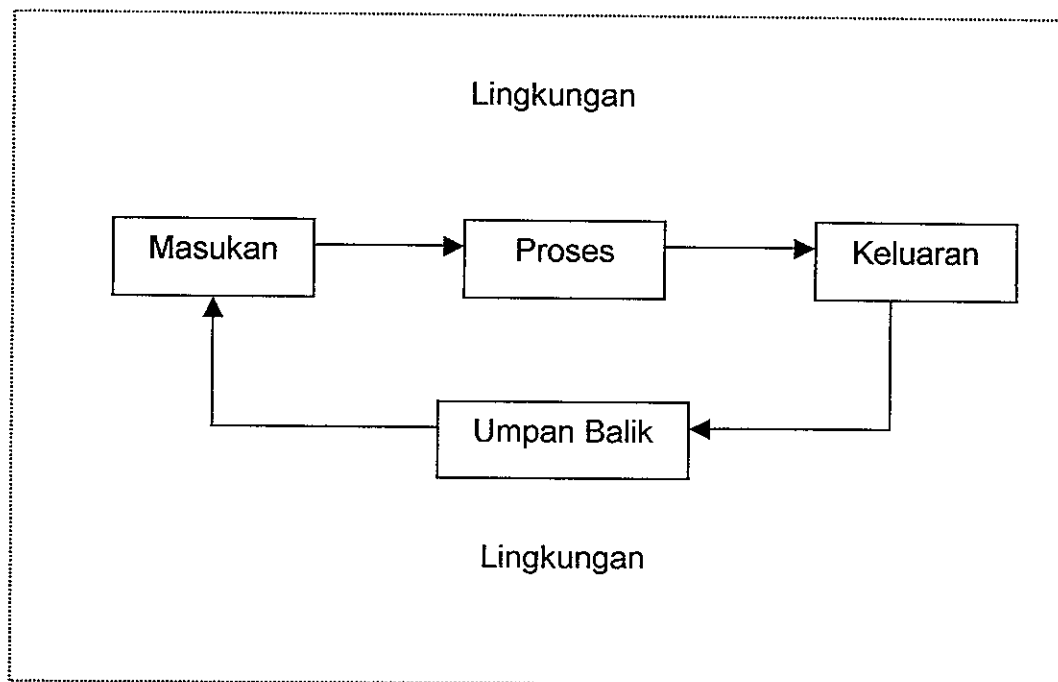 Lingkungan
Masukan
Proses
Keluaran
Umpan Balik
Lingkungan